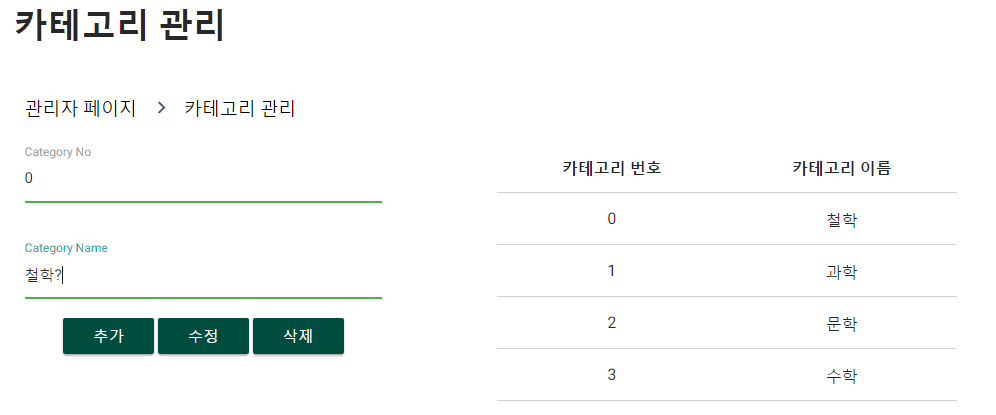 카테고리 관리
관리자 페이지 > 카테고리 관리
Category No
0
Category Name
철학?
추가 수정 삭제
카테고리 번호 카테고리 이름
0 철학
1 과학
2 문학
3 수학